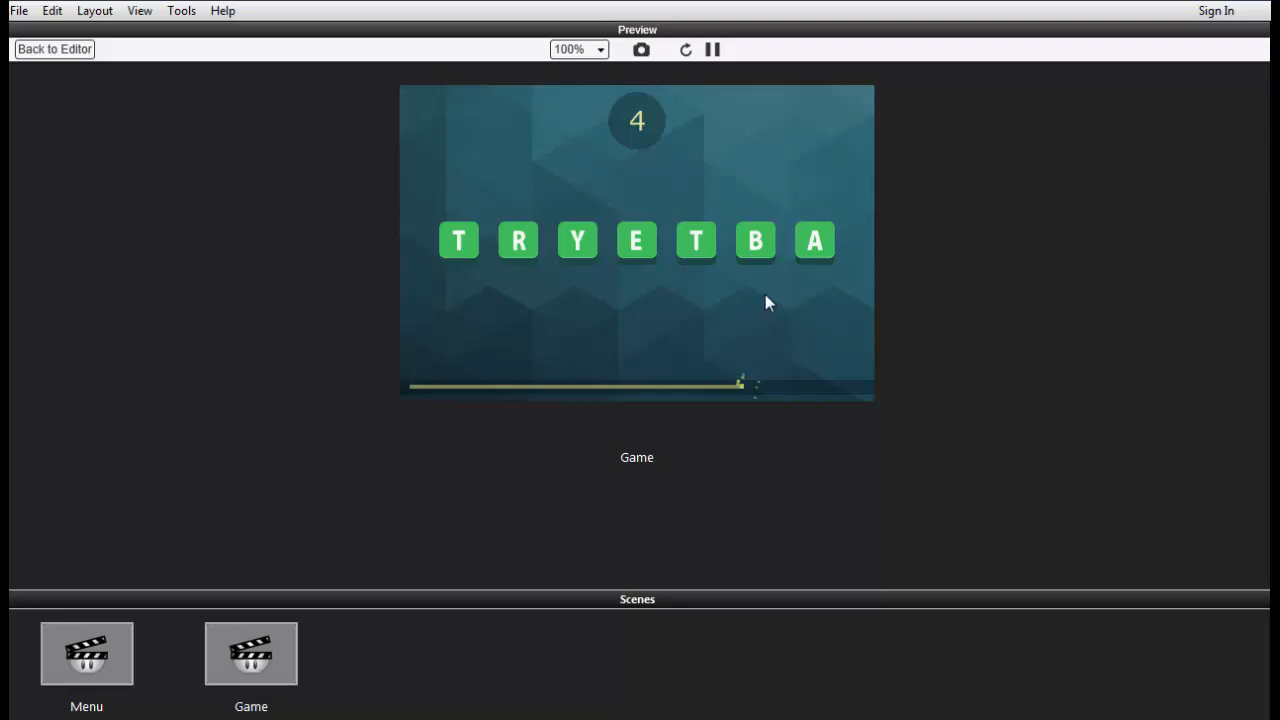 File Edit Layout View Tools Help Sign In
Preview
Back to Editor 100%
4
T R Y E T B A
Game
Scenes
Menu Game